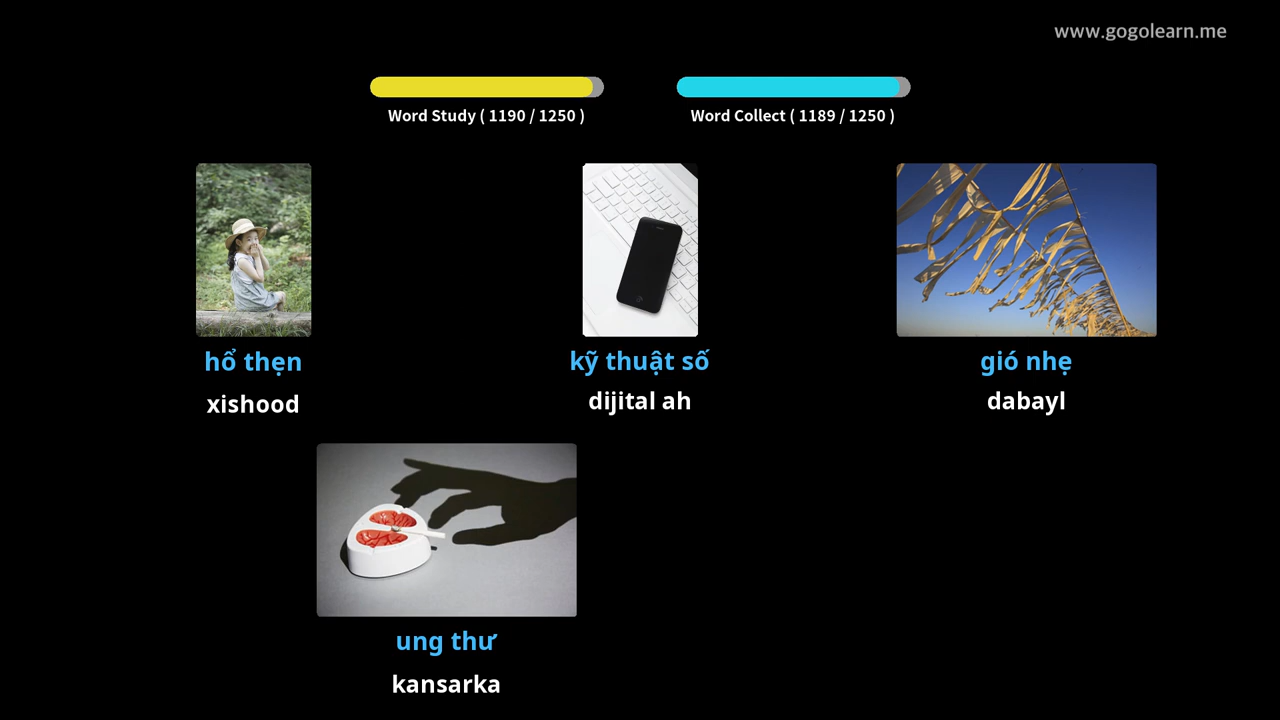 www.gogolearn.me
Word Study ( 1190 / 1250 )
Word Collect ( 1189 / 1250 )
hổ thẹn
kỹ thuật số
gió nhẹ
xishood
dijital ah
dabayl
ung thư
kansarka